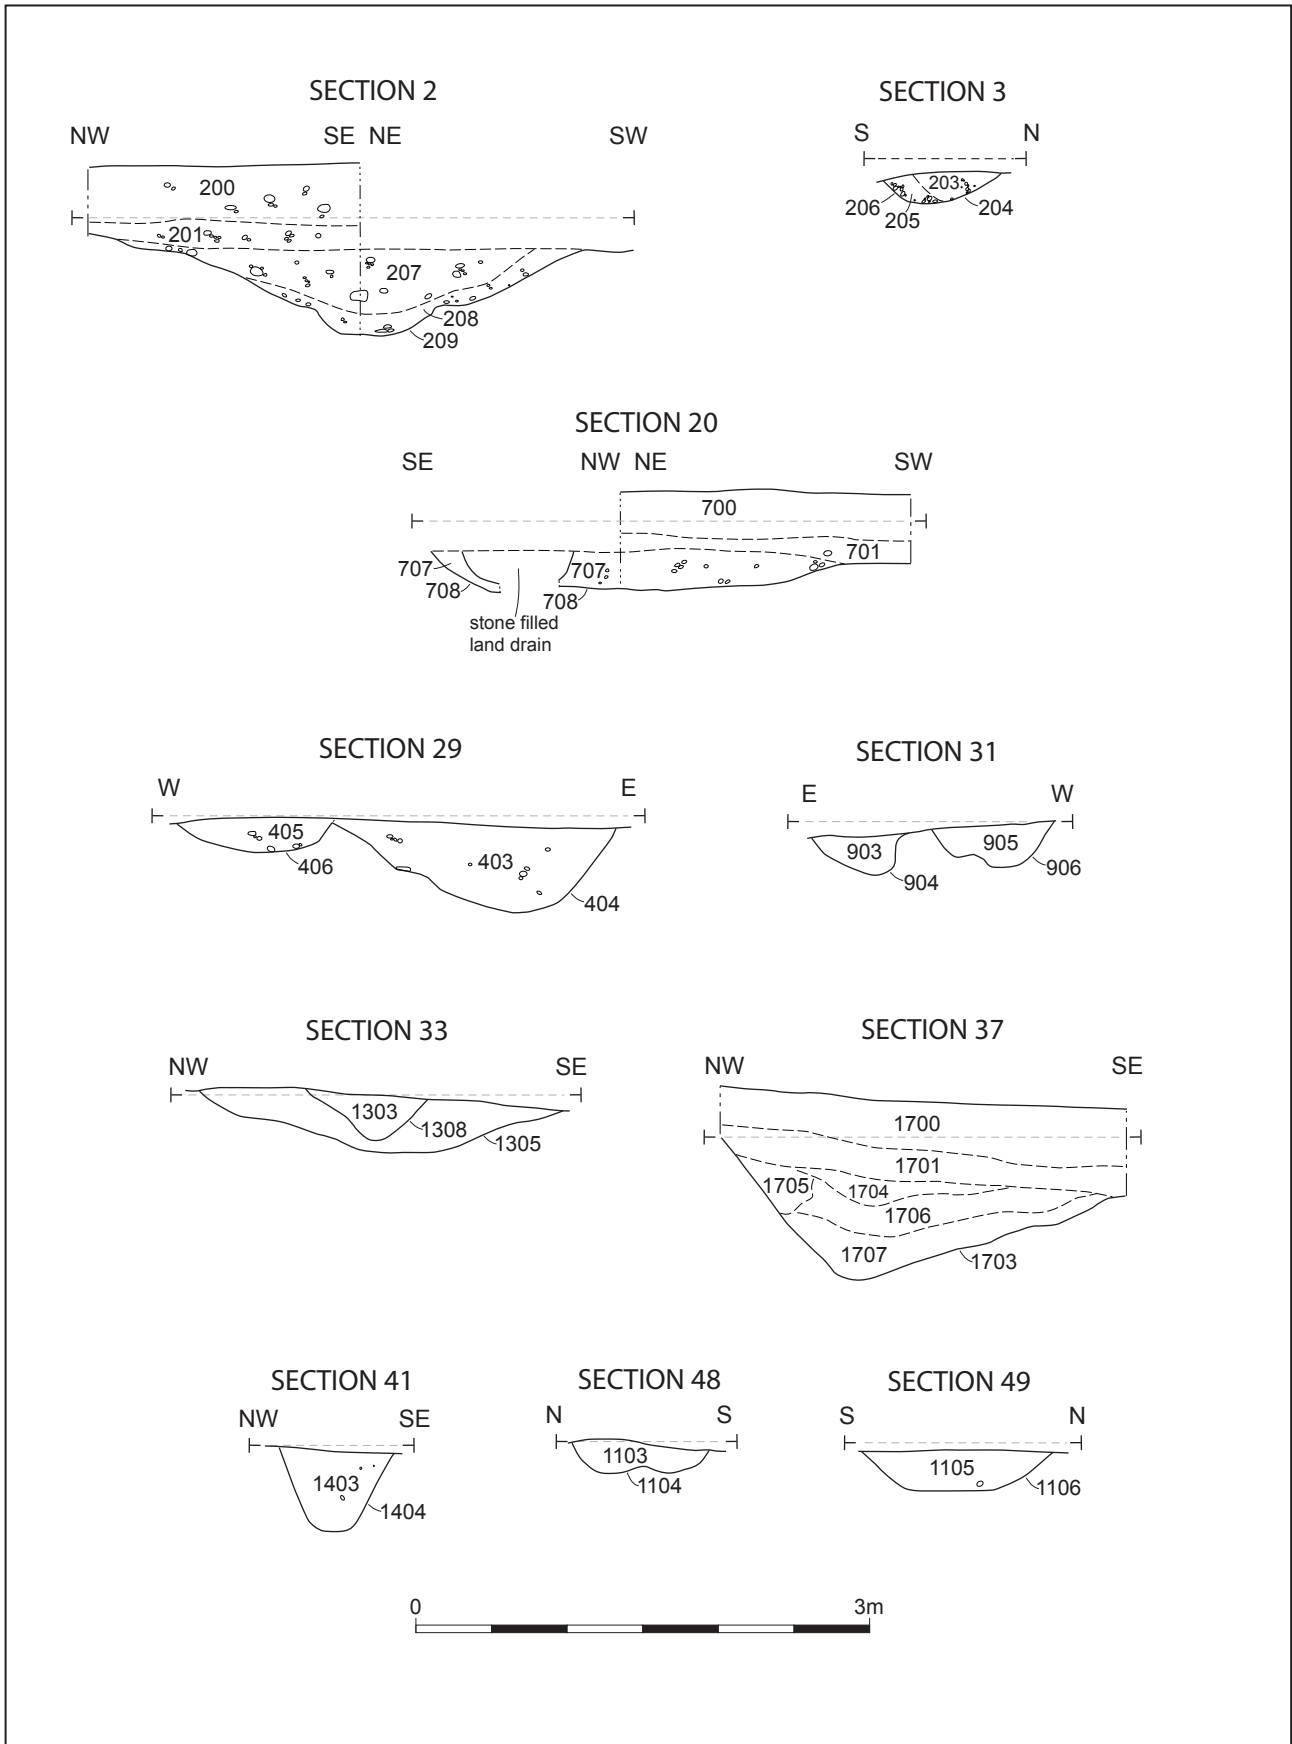 SECTION 2
NW SE NE SW
200
201
207
208
209
SECTION 3
S N
203
206 204
205
SECTION 20
SE NW NE SW
700
701
707 707
708 708
stone filled
land drain
SECTION 29
W E
405
403
406
404
SECTION 31
E W
903 905
904 906
SECTION 33
NW SE
1303
1308
1305
SECTION 37
NW SE
1700
1701
1705 1704
1706
1707 1703
SECTION 41
NW SE
1403
1404
SECTION 48
N S
1103
1104
SECTION 49
S N
1105
1106
0 3m